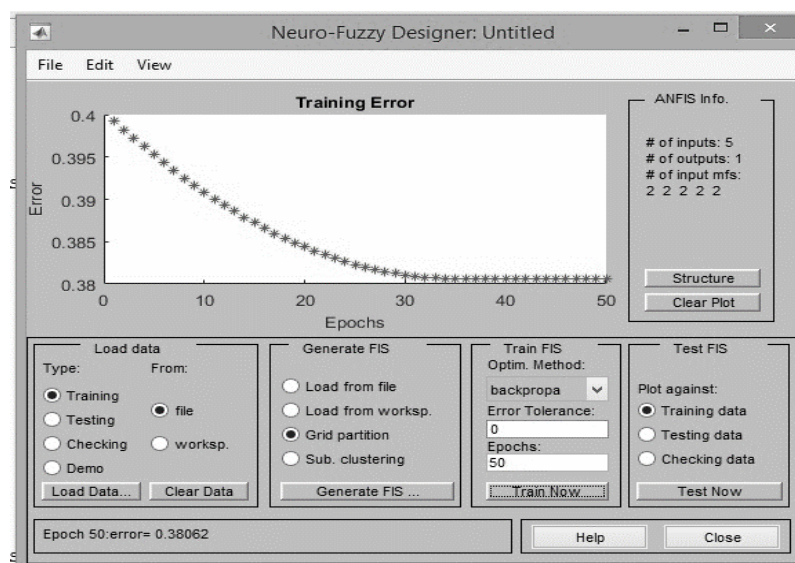 Neuro-Fuzzy Designer: Untitled
File Edit View
Training Error
0.4
0.395
0.39
0.385
0.38
Error
0 10 20 30 40 50
Epochs
ANFIS Info.
# of inputs: 5
# of outputs: 1
# of input mfs:
2 2 2 2 2
Structure
Clear Plot
Load data
Type: From:
Training
Testing
Checking
Demo
file
worksp.
Load Data... Clear Data
Generate FIS
Load from file
Load from worksp.
Grid partition
Sub. clustering
Generate FIS ...
Train FIS
Optim. Method:
backpropa
Error Tolerance:
0
Epochs:
50
Train Now
Test FIS
Plot against:
Training data
Testing data
Checking data
Test Now
Epoch 50:error= 0.38062
Help Close